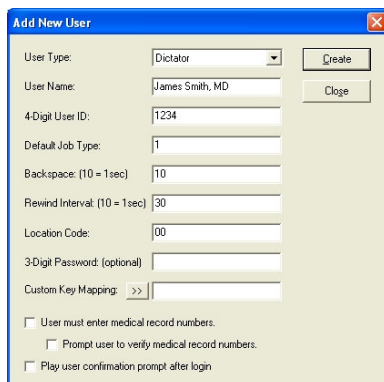 Add New User
User Type: Dictator Create
User Name: James Smith, MD Close
4-Digit User ID: 1234
Default Job Type: 1
Backspace: (10 = 1sec) 10
Rewind Interval: (10 = 1sec) 30
Location Code: 00
3-Digit Password: (optional)
Custom Key Mapping: >>
User must enter medical record numbers.
Prompt user to verify medical record numbers.
Play user confirmation prompt after login